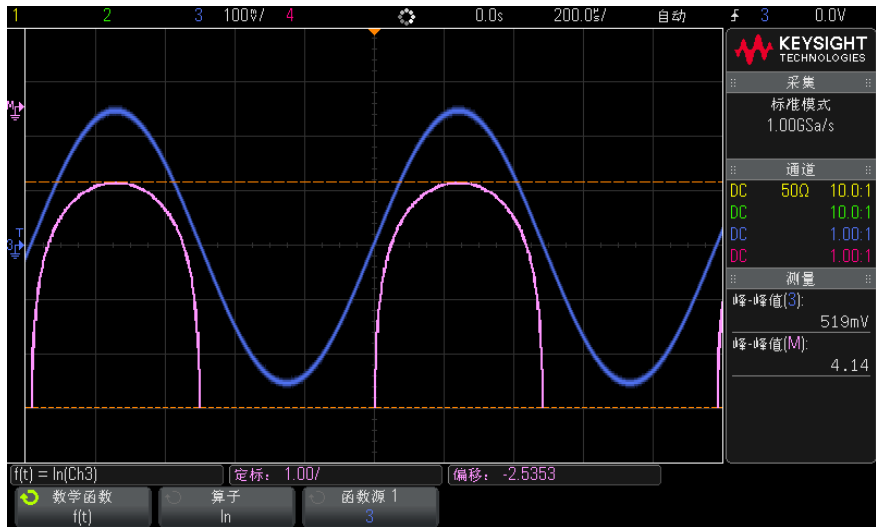 1 2 3 100♈/ 4 0.0s 200.0㎲/ 自动 3 0.0V
KEYSIGHT
TECHNOLOGIES
采集
标准模式
1.00GSa/s
通道
DC 50Ω 10.0:1
DC 10.0:1
DC 1.00:1
DC 1.00:1
测量
峰-峰值(3):
519mV
峰-峰值(M):
4.14
M
T
3
f(t) = ln(Ch3) 定标: 1.00/ 偏移: -2.5353
数学函数 算子 函数源 1
f(t) ln 3